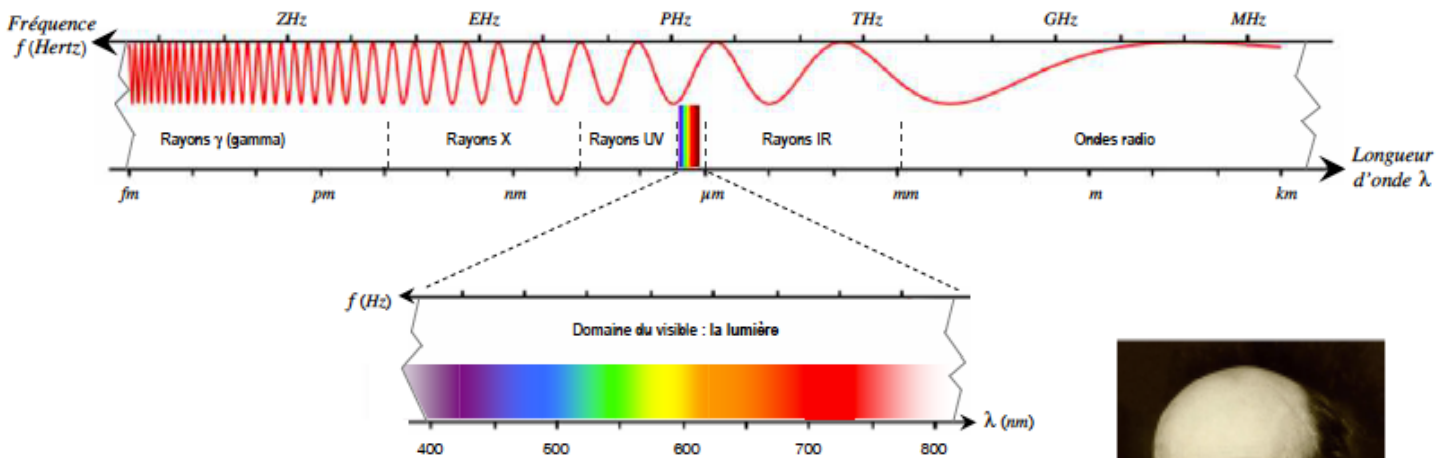 Fréquence
f (Hertz)
ZHz EHz PHz THz GHz MHz
Rayons γ (gamma) Rayons X Rayons UV Rayons IR Ondes radio
Longueur
d'onde λ
fm pm nm µm mm m km
f (Hz)
Domaine du visible : la lumière
λ (nm)
400 500 600 700 800